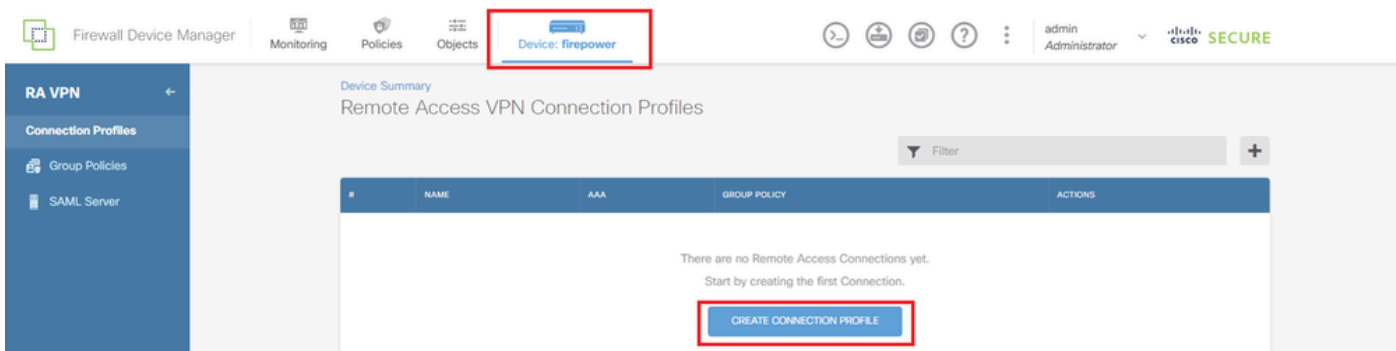 Firewall Device Manager
Monitoring
Policies
Objects
Device: firepower
admin
Administrator
cisco SECURE
RA VPN
Connection Profiles
Group Policies
SAML Server
Device Summary
Remote Access VPN Connection Profiles
Filter
# NAME AAA GROUP POLICY ACTIONS
There are no Remote Access Connections yet.
Start by creating the first Connection.
CREATE CONNECTION PROFILE